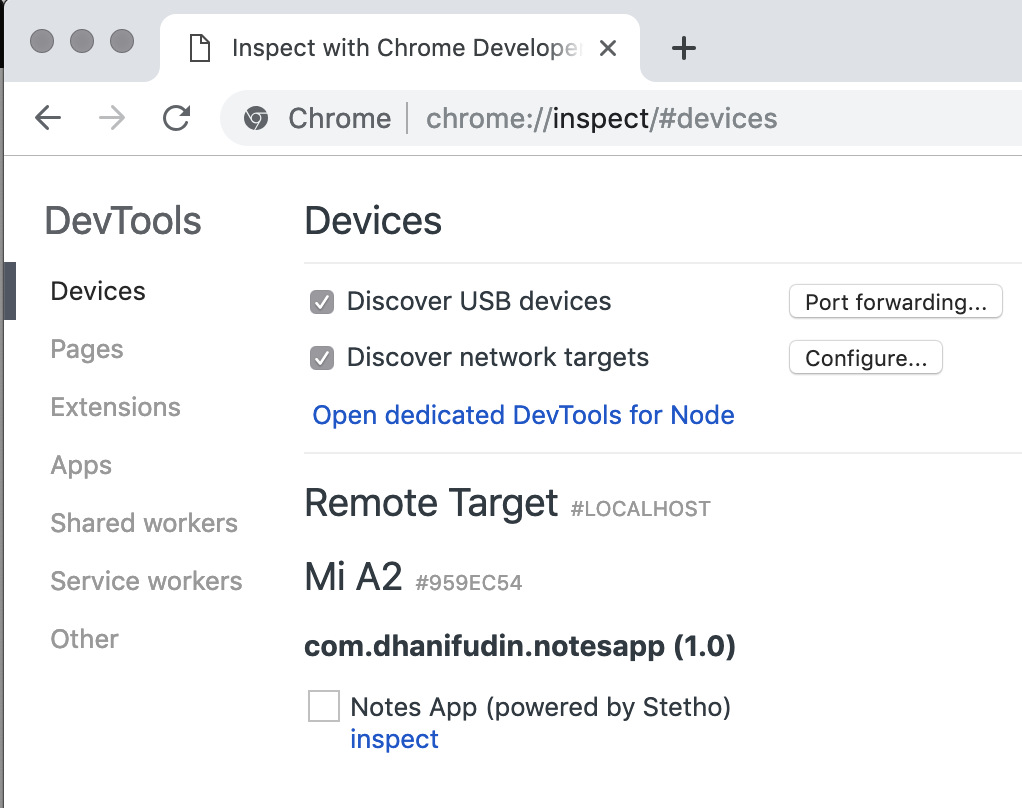 Inspect with Chrome Develope
Chrome | chrome://inspect/#devices
DevTools
Devices
Pages
Extensions
Apps
Shared workers
Service workers
Other
Devices
Discover USB devices
Port forwarding...
Discover network targets
Configure...
Open dedicated DevTools for Node
Remote Target #LOCALHOST
Mi A2 #959EC54
com.dhanifudin.notesapp (1.0)
Notes App (powered by Stetho)
inspect